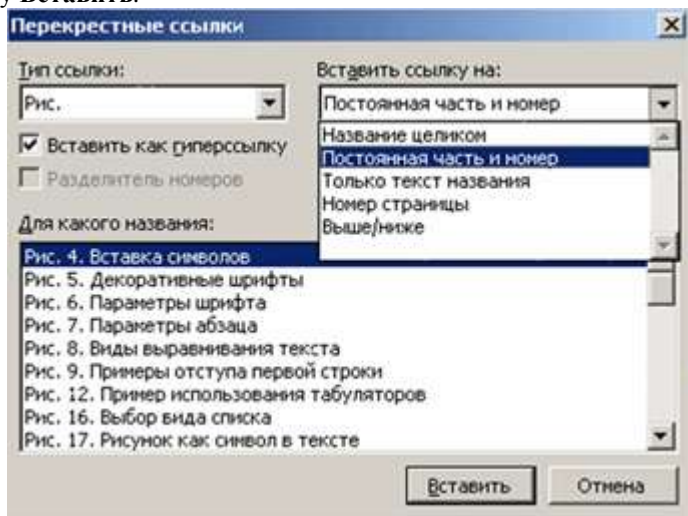 Перекрестные ссылки
Тип ссылки:
Вставить ссылку на:
Рис.
Постоянная часть и номер
Вставить как гиперссылку
Разделитель номеров
Название целиком
Постоянная часть и номер
Только текст названия
Номер страницы
Выше/ниже
Для какого названия:
Рис. 4. Вставка символов
Рис. 5. Декоративные шрифты
Рис. 6. Параметры шрифта
Рис. 7. Параметры абзаца
Рис. 8. Виды выравнивания текста
Рис. 9. Примеры отступа первой строки
Рис. 12. Пример использования табуляторов
Рис. 16. Выбор вида списка
Рис. 17. Рисунок как символ в тексте
Вставить
Отмена